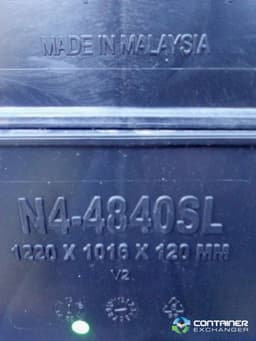 MADE IN MALAYSIA
N4-4840SL
1220 X 1016 X 120 MM
V2
CONTAINER
EXCHANGER